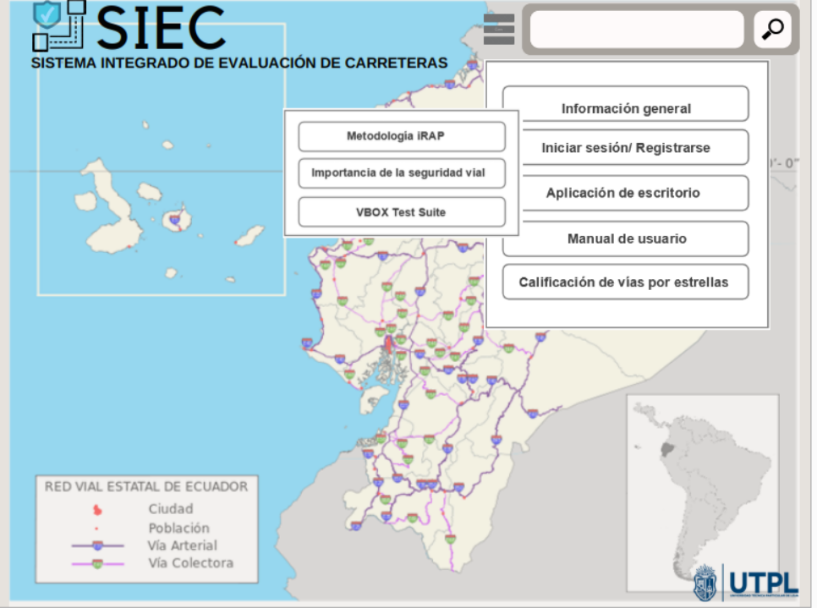 SIEC
SISTEMA INTEGRADO DE EVALUACIÓN DE CARRETERAS
Información general
Iniciar sesión/ Registrarse
Aplicación de escritorio
Manual de usuario
Calificación de vías por estrellas
Metodología iRAP
Importancia de la seguridad vial
VBOX Test Suite
'- 0"
RED VIAL ESTATAL DE ECUADOR
Ciudad
Población
Vía Arterial
Vía Colectora
UTPL